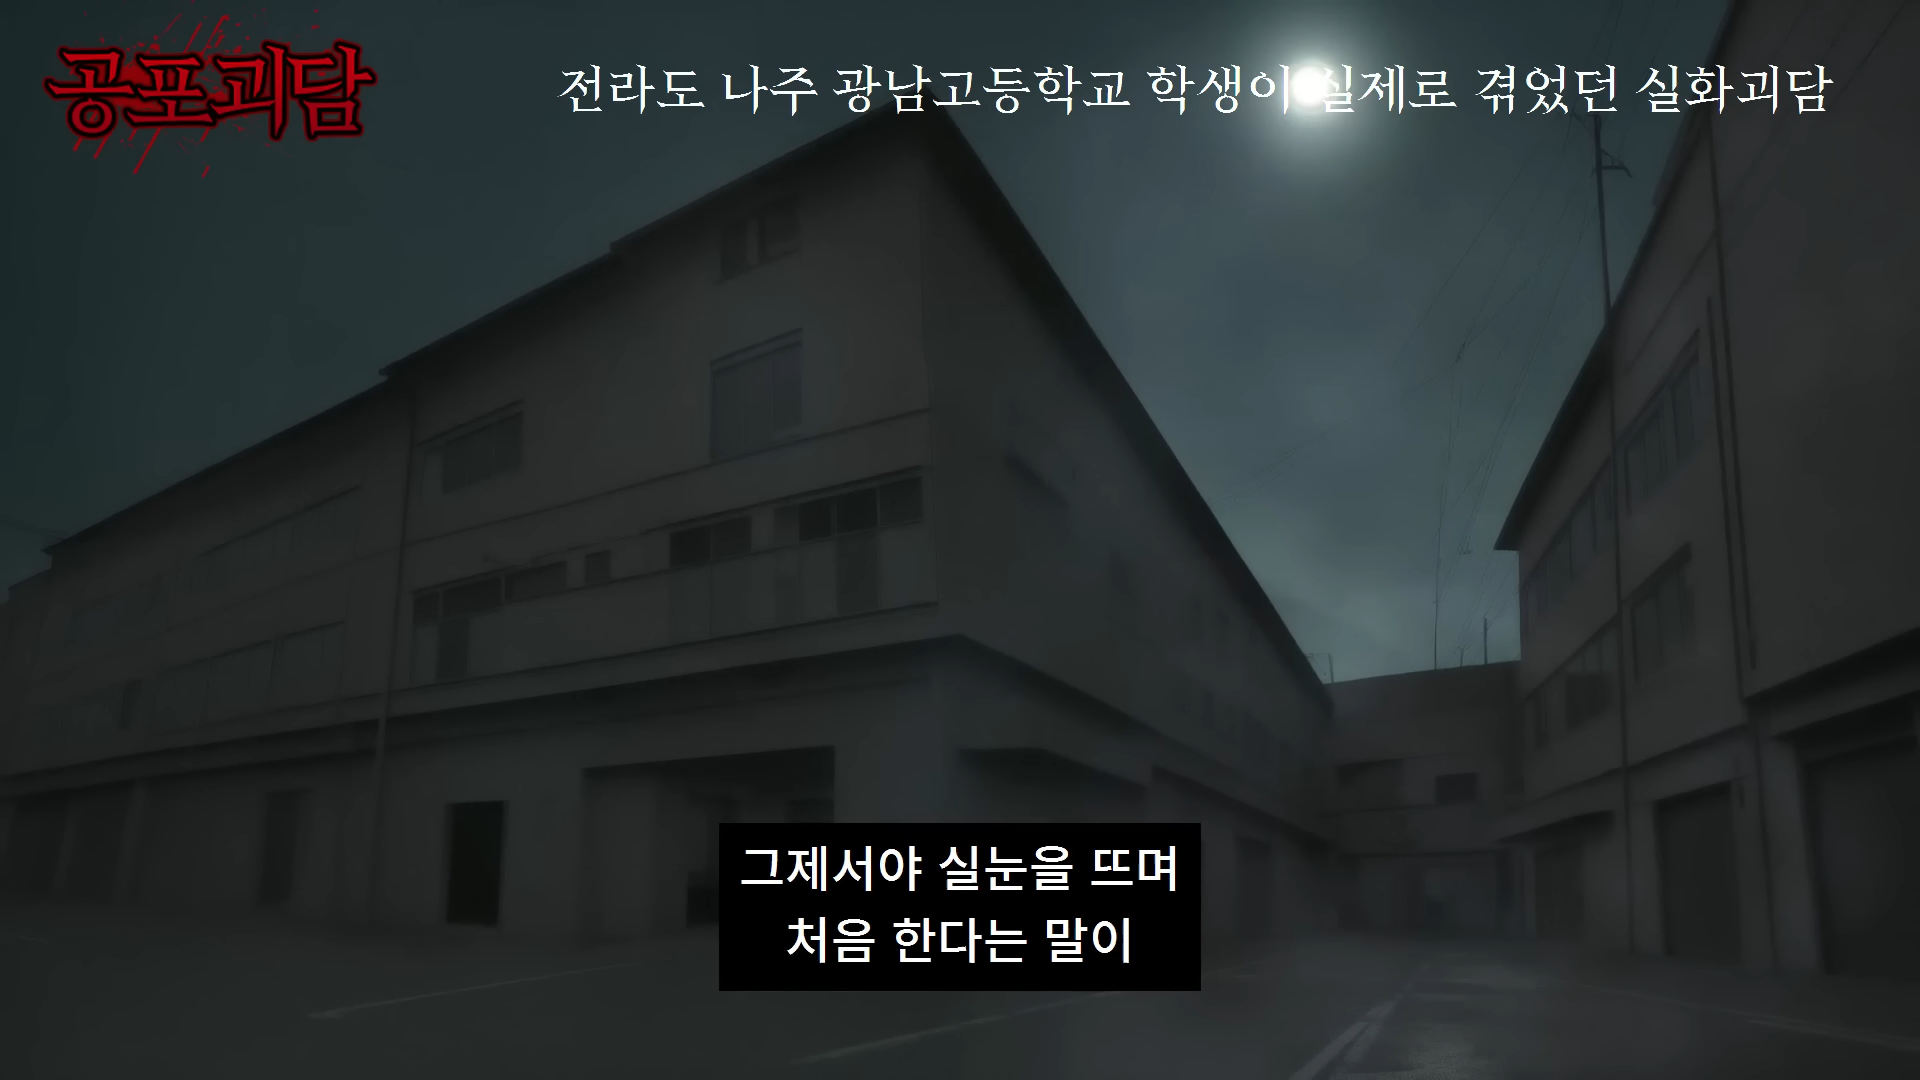 공포괴담
전라도 나주 광남고등학교 학생이 실제로 겪었던 실화괴담
그제서야 실눈을 뜨며
처음 한다는 말이